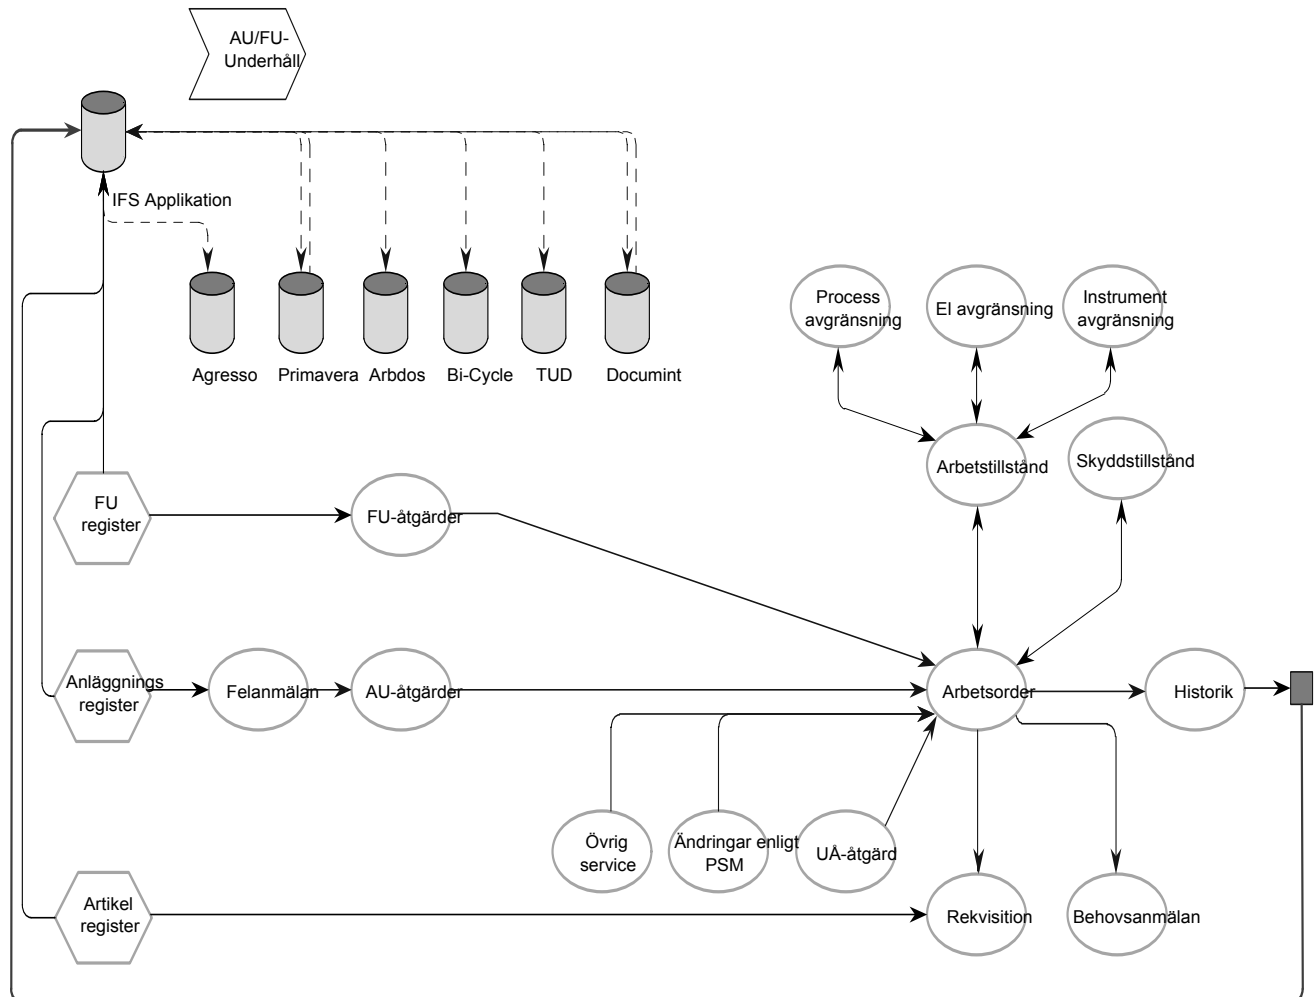 AU/FU-
Underhåll
IFS Applikation
Agresso
Primavera
Arbdos
Bi-Cycle
TUD
Documint
Process
avgränsning
El avgränsning
Instrument
avgränsning
Arbetstillstånd
Skyddstillstånd
FU
register
FU-åtgärder
Anläggnings
register
Felanmälan
AU-åtgärder
Arbetsorder
Historik
Övrig
service
Ändringar enligt
PSM
UÅ-åtgärd
Artikel
register
Rekvisition
Behovsanmälan